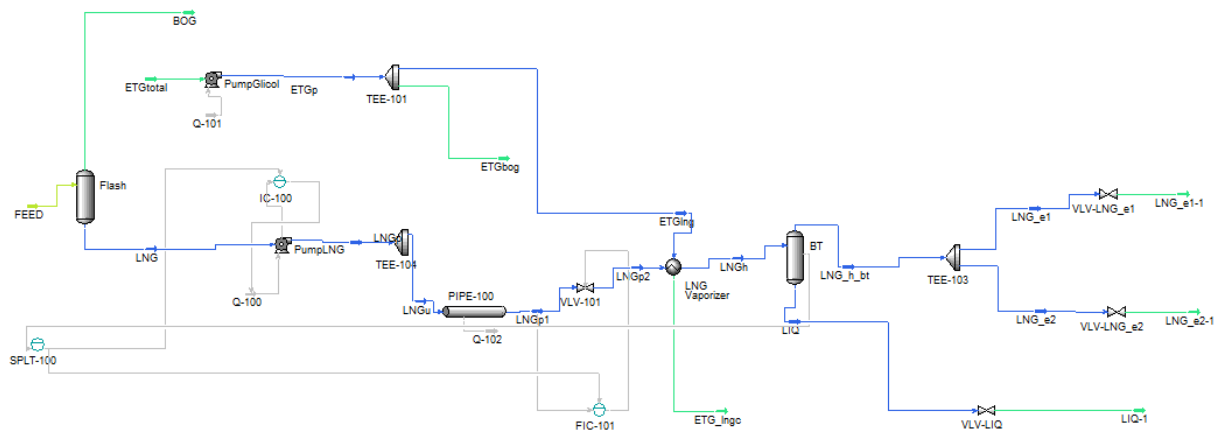 BOG
ETGtotal
PumpGlicol
ETGp
TEE-101
Q-101
ETGbog
Flash
FEED
IC-100
LNG
PumpLNG
TEE-104
Q-100
LNGu
PIPE-100
LNGp1
Q-102
VLV-101
LNGp2
ETGlng
LNG
Vaporizer
LNGh
BT
LNG_h_bt
LIQ
TEE-103
LNG_e1
VLV-LNG_e1
LNG_e1-1
LNG_e2
VLV-LNG_e2
LNG_e2-1
SPLT-100
FIC-101
ETG_lngc
VLV-LIQ
LIQ-1